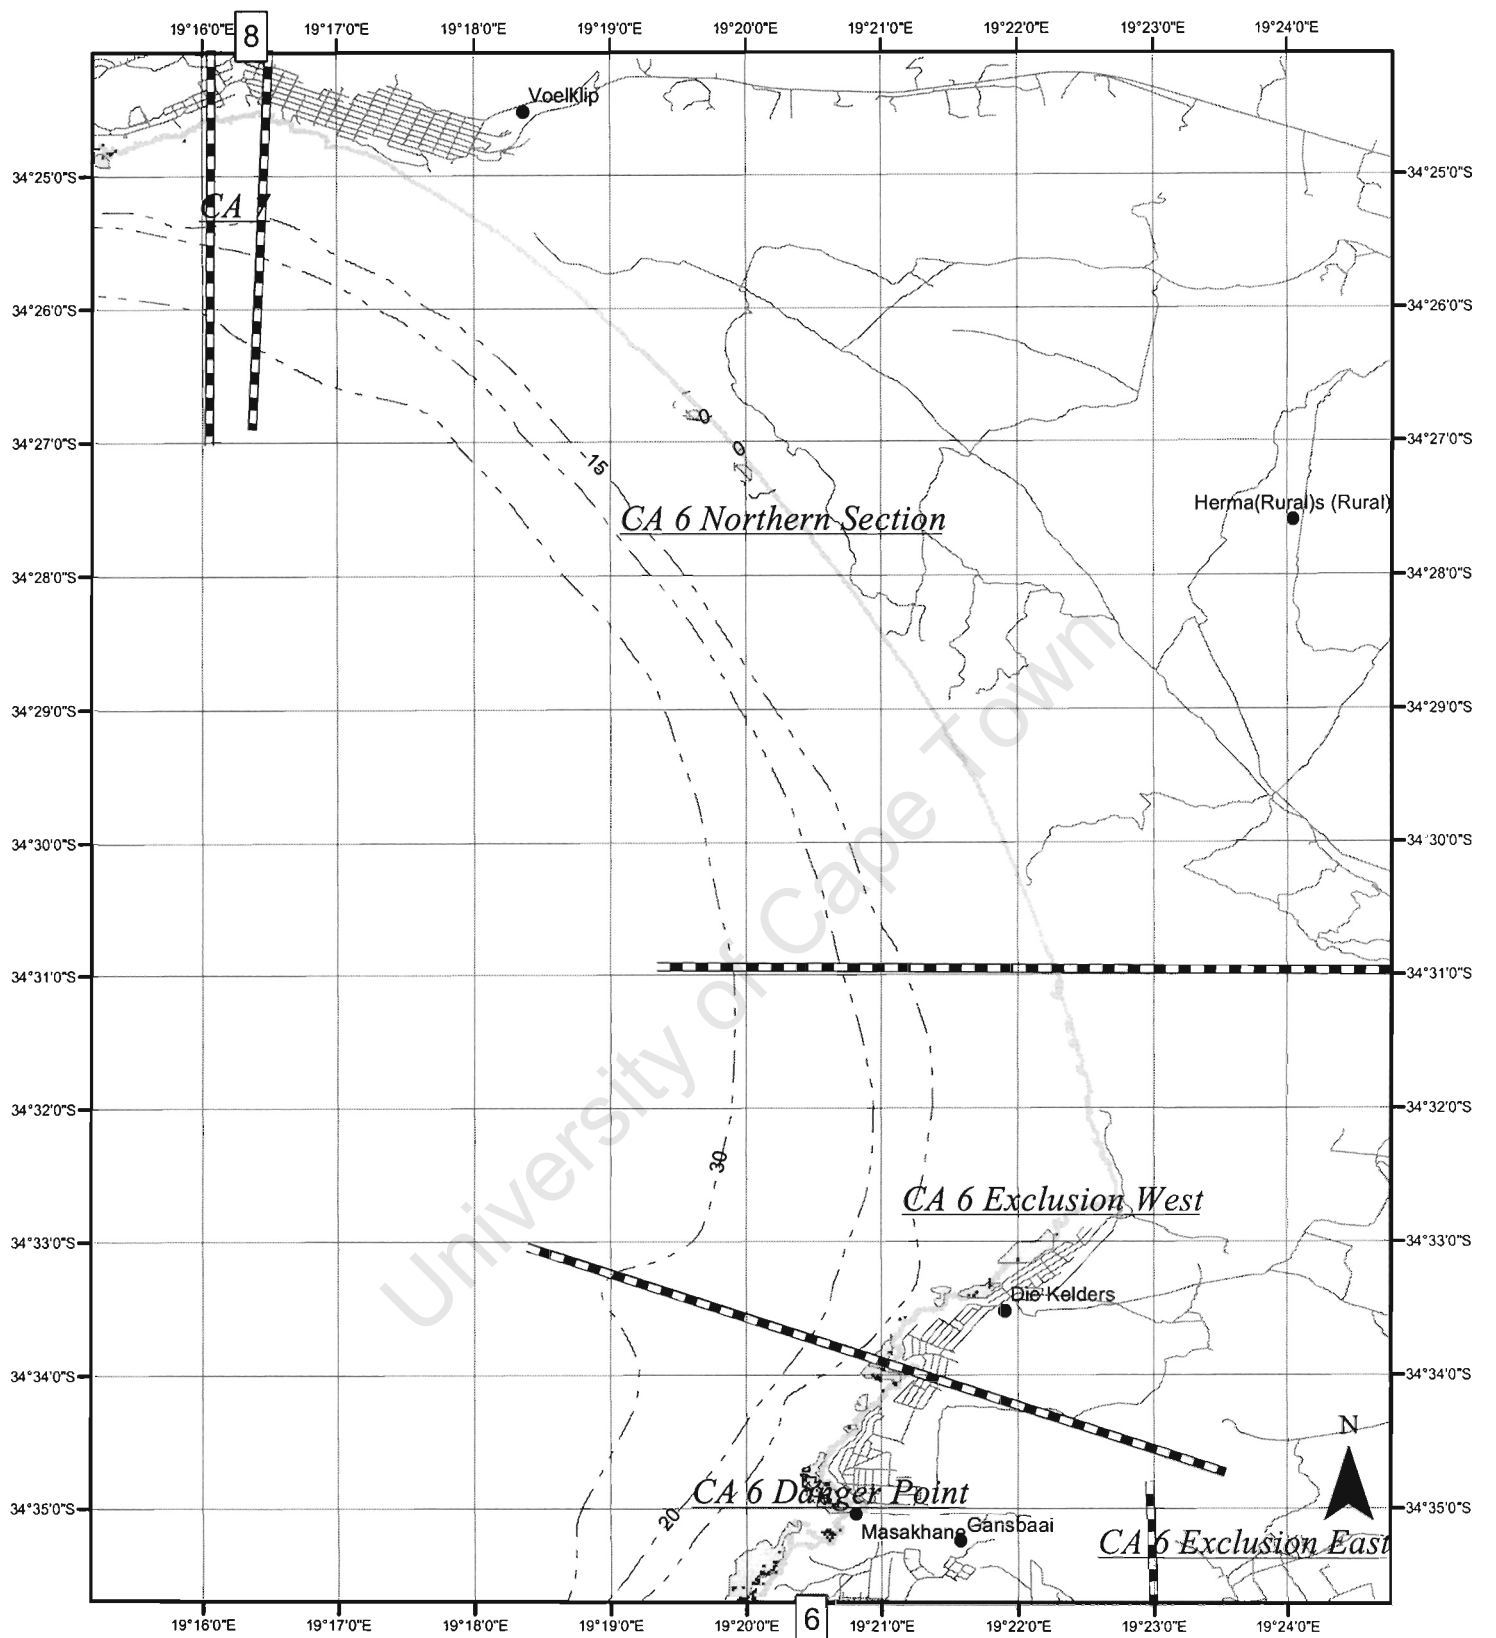 19°16'0"E 19°17'0"E 19°18'0"E 19°19'0"E 19°20'0"E 19°21'0"E 19°22'0"E 19°23'0"E 19°24'0"E
8
Voelklip
34°25'0"S 34°25'0"S
CA 7
34°26'0"S 34°26'0"S
0
34°27'0"S 34°27'0"S
0
15
Herma(Rural)s (Rural)
CA 6 Northern Section
34°28'0"S 34°28'0"S
34°29'0"S 34°29'0"S
34°30'0"S 34°30'0"S
University of Cape Town
34°31'0"S 34°31'0"S
34°32'0"S 34°32'0"S
30
CA 6 Exclusion West
34°33'0"S 34°33'0"S
Die Kelders
34°34'0"S 34°34'0"S
N
CA 6 Danger Point
34°35'0"S 34°35'0"S
20
Masakhane Gansbaai
CA 6 Exclusion East
6
19°16'0"E 19°17'0"E 19°18'0"E 19°19'0"E 19°20'0"E 19°21'0"E 19°22'0"E 19°23'0"E 19°24'0"E